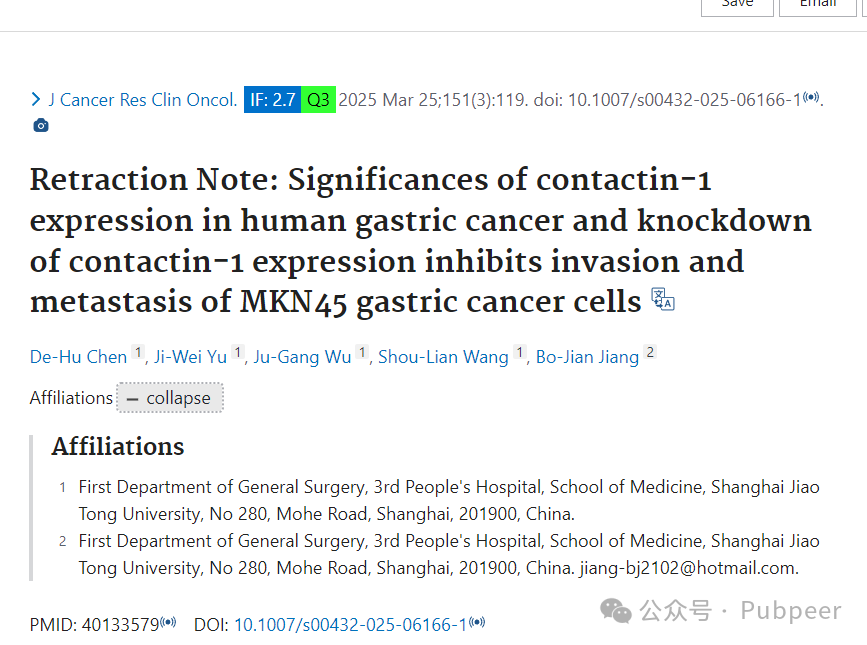 Save Email
J Cancer Res Clin Oncol. IF: 2.7 Q3 2025 Mar 25;151(3):119. doi: 10.1007/s00432-025-06166-1.
Retraction Note: Significances of contactin-1
expression in human gastric cancer and knockdown
of contactin-1 expression inhibits invasion and
metastasis of MKN45 gastric cancer cells
De-Hu Chen 1, Ji-Wei Yu 1, Ju-Gang Wu 1, Shou-Lian Wang 1, Bo-Jian Jiang 2
Affiliations — collapse
Affiliations
1 First Department of General Surgery, 3rd People's Hospital, School of Medicine, Shanghai Jiao
Tong University, No 280, Mohe Road, Shanghai, 201900, China.
2 First Department of General Surgery, 3rd People's Hospital, School of Medicine, Shanghai Jiao
Tong University, No 280, Mohe Road, Shanghai, 201900, China. jiang-bj2102@hotmail.com.
公众号 · Pubpeer
PMID: 40133579 DOI: 10.1007/s00432-025-06166-1